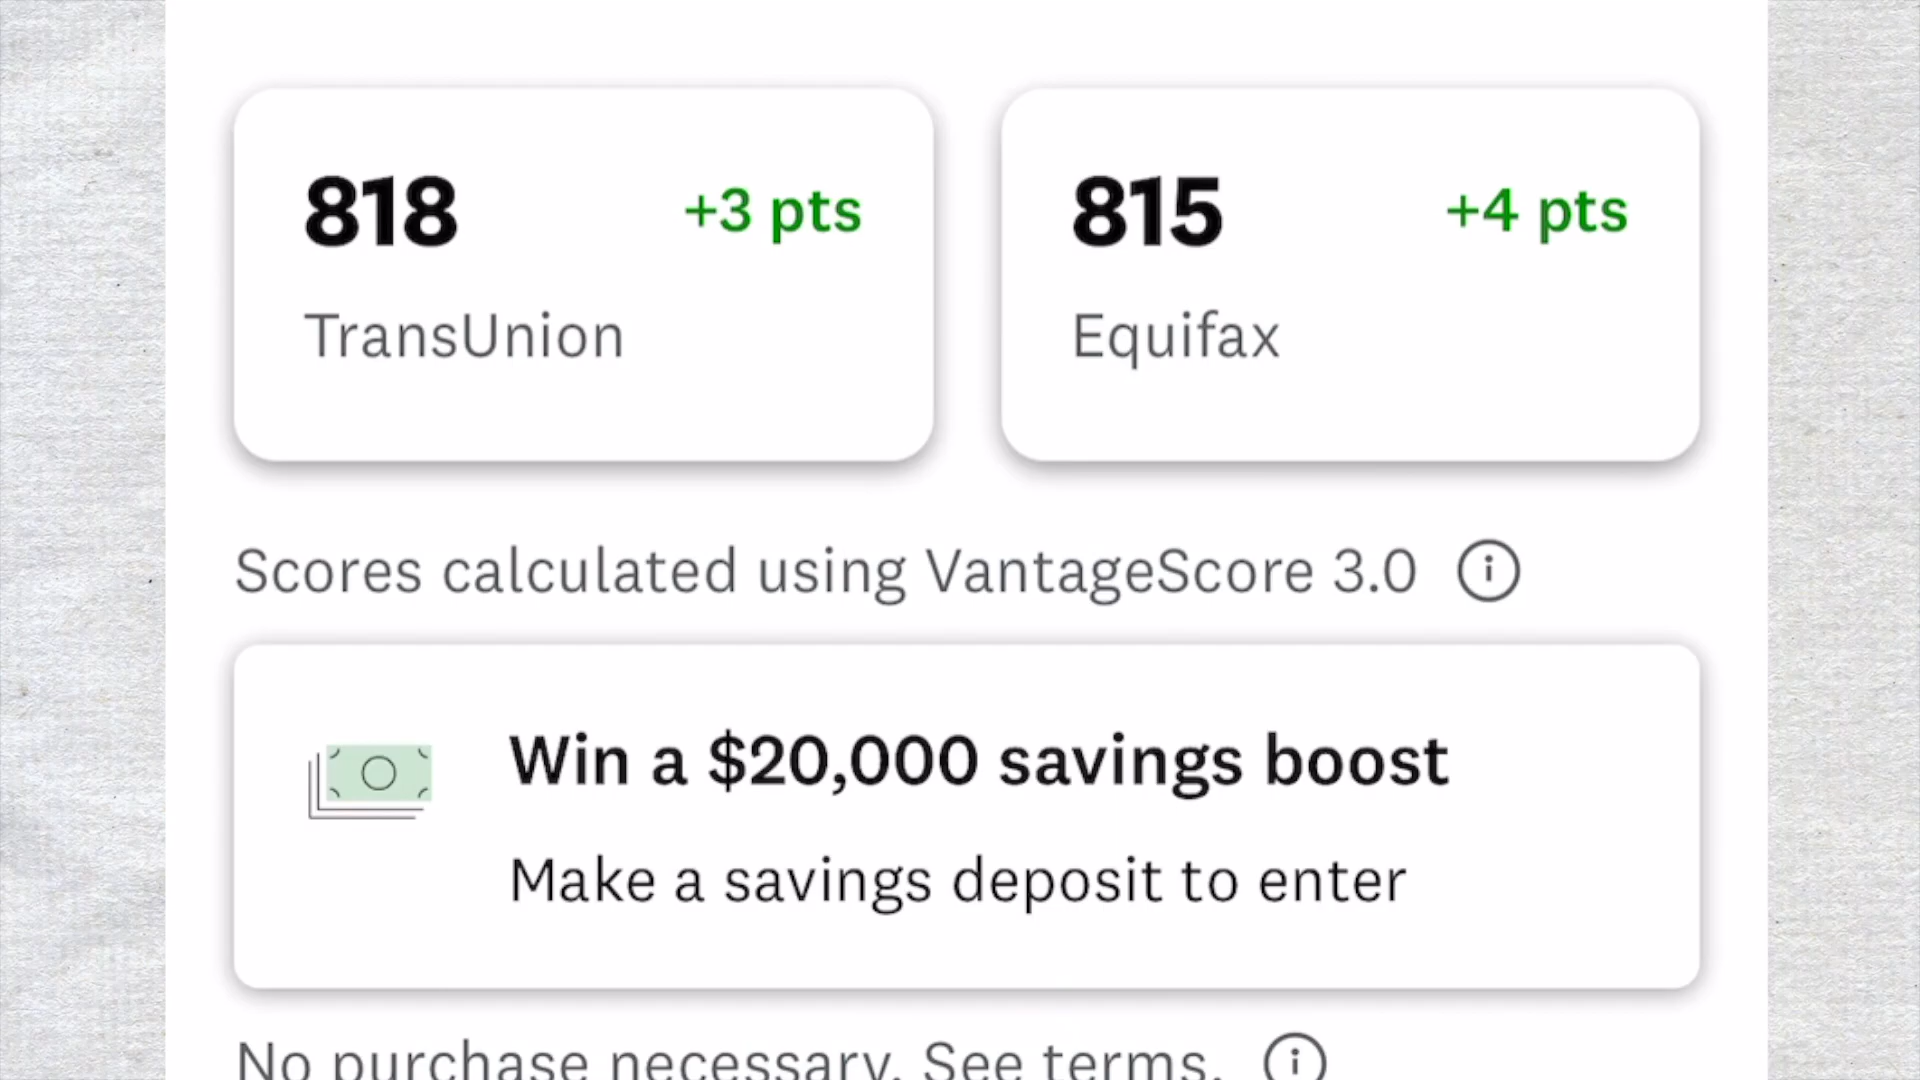 818 +3 pts
TransUnion
815 +4 pts
Equifax
Scores calculated using VantageScore 3.0
Win a $20,000 savings boost
Make a savings deposit to enter
No purchase necessary. See terms.